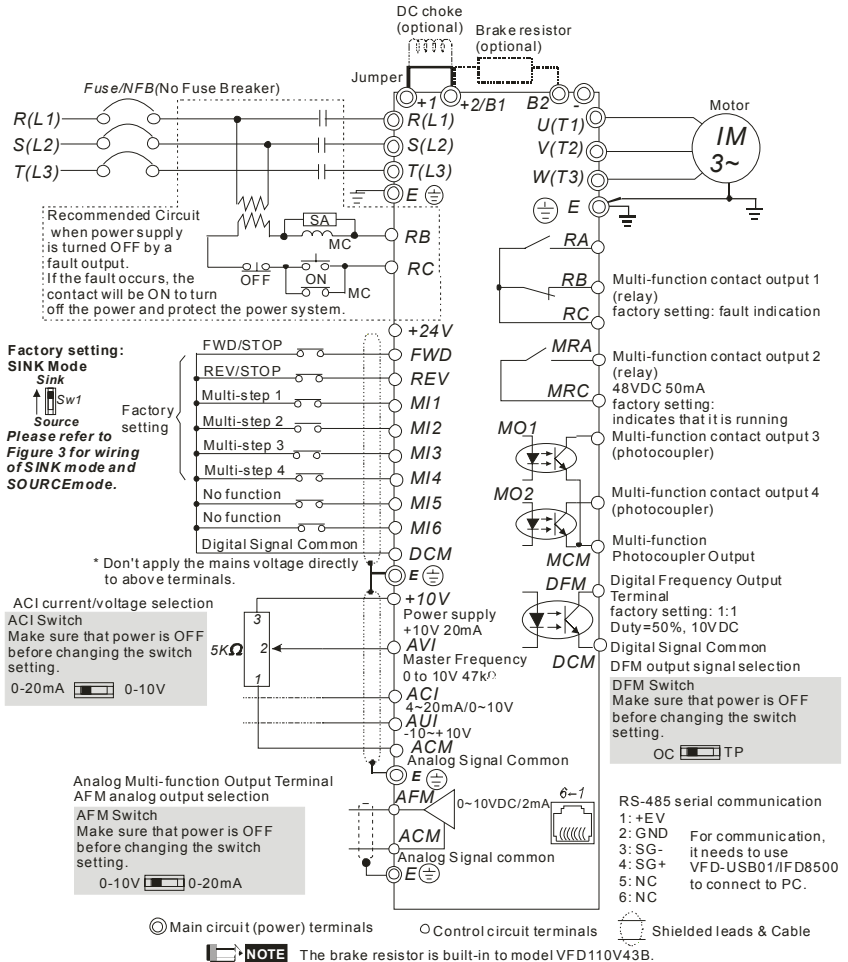 DC choke
(optional)
Brake resistor
(optional)
Jumper
Fuse/NFB(No Fuse Breaker)
+1
+2/B1
B2
-
Motor
R(L1)
R(L1)
U(T1)
IM
3~
S(L2)
S(L2)
V(T2)
T(L3)
T(L3)
W(T3)
E
E
Recommended Circuit
when power supply
is turned OFF by a
fault output.
If the fault occurs, the
contact will be ON to turn
off the power and protect the power system.
SA
MC
OFF
ON
MC
RB
RC
RA
RB
RC
Multi-function contact output 1
(relay)
factory setting: fault indication
+24V
Factory setting:
SINK Mode
Sink
Sw1
Source
Please refer to
Figure 3 for wiring
of SINK mode and
SOURCEmode.
Factory
setting
FWD/STOP
FWD
REV/STOP
REV
Multi-step 1
MI1
Multi-step 2
MI2
Multi-step 3
MI3
Multi-step 4
MI4
No function
MI5
No function
MI6
Digital Signal Common
DCM
* Don't apply the mains voltage directly
to above terminals.
E
MRA
MRC
Multi-function contact output 2
(relay)
48VDC 50mA
factory setting:
indicates that it is running
MO1
Multi-function contact output 3
(photocoupler)
MO2
Multi-function contact output 4
(photocoupler)
MCM
Multi-function
Photocoupler Output
DFM
Digital Frequency Output
Terminal
factory setting: 1:1
Duty=50%, 10VDC
DCM
Digital Signal Common
DFM output signal selection
DFM Switch
Make sure that power is OFF
before changing the switch
setting.
OC
TP
ACI current/voltage selection
ACI Switch
Make sure that power is OFF
before changing the switch
setting.
0-20mA
0-10V
5KΩ
3
2
1
+10V
Power supply
+10V 20mA
AVI
Master Frequency
0 to 10V 47kΩ
ACI
4~20mA/0~10V
AUI
-10~+10V
ACM
Analog Signal Common
E
Analog Multi-function Output Terminal
AFM analog output selection
AFM Switch
Make sure that power is OFF
before changing the switch
setting.
0-10V
0-20mA
AFM
0~10VDC/2mA
ACM
Analog Signal common
E
6←1
RS-485 serial communication
1: +EV
2: GND
3: SG-
4: SG+
5: NC
6: NC
For communication,
it needs to use
VFD-USB01/IFD8500
to connect to PC.
Main circuit (power) terminals
Control circuit terminals
Shielded leads & Cable
NOTE
The brake resistor is built-in to model VFD110V43B.